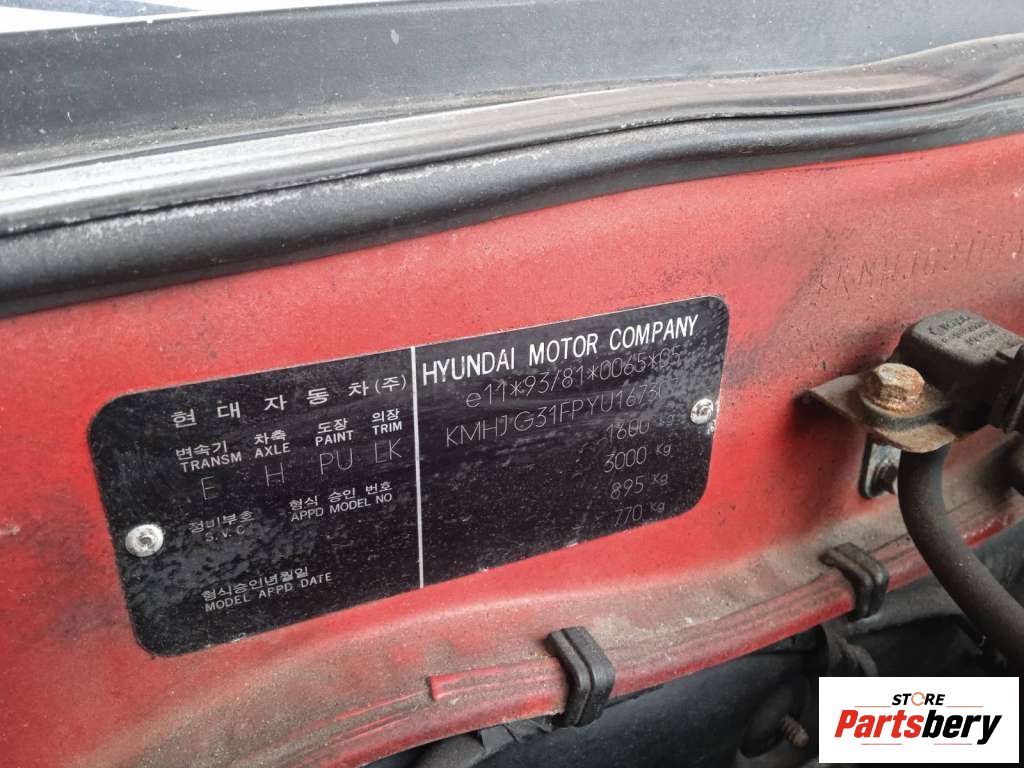 현대자동차(주)
변속기 차축 도장 의장
TRANSM AXLE PAINT TRIM
E H PU LK
정비부호 형식 승인 번호
S.V.C. APPD MODEL NO
형식승인년월일
MODEL APPD DATE
HYUNDAI MOTOR COMPANY
e11*93/81*0065*05
1600 kg
3000 kg
895 kg
770 kg
STORE
Partsbery